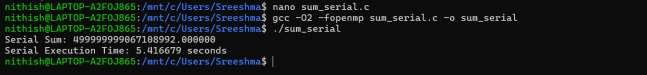 nithish@LAPTOP-A2FOJ865:/mnt/c/Users/Sreeshma$ nano sum_serial.c
nithish@LAPTOP-A2FOJ865:/mnt/c/Users/Sreeshma$ gcc -O2 -fopenmp sum_serial.c -o sum_serial
nithish@LAPTOP-A2FOJ865:/mnt/c/Users/Sreeshma$ ./sum_serial
Serial Sum: 499999999067108992.000000
Serial Execution Time: 5.416679 seconds
nithish@LAPTOP-A2FOJ865:/mnt/c/Users/Sreeshma$